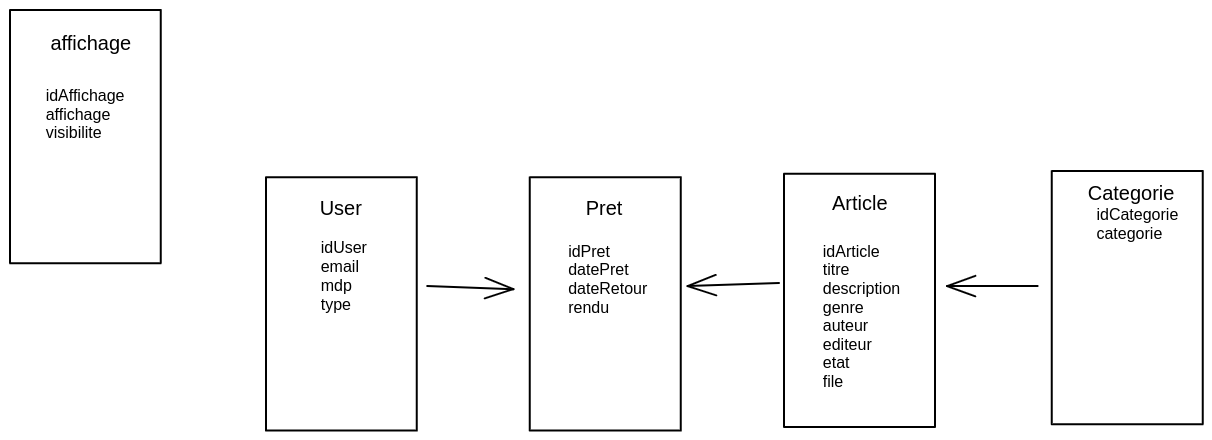 affichage
idAffichage
affichage
visibilite
User
idUser
email
mdp
type
Pret
idPret
datePret
dateRetour
rendu
Article
idArticle
titre
description
genre
auteur
editeur
etat
file
Categorie
idCategorie
categorie